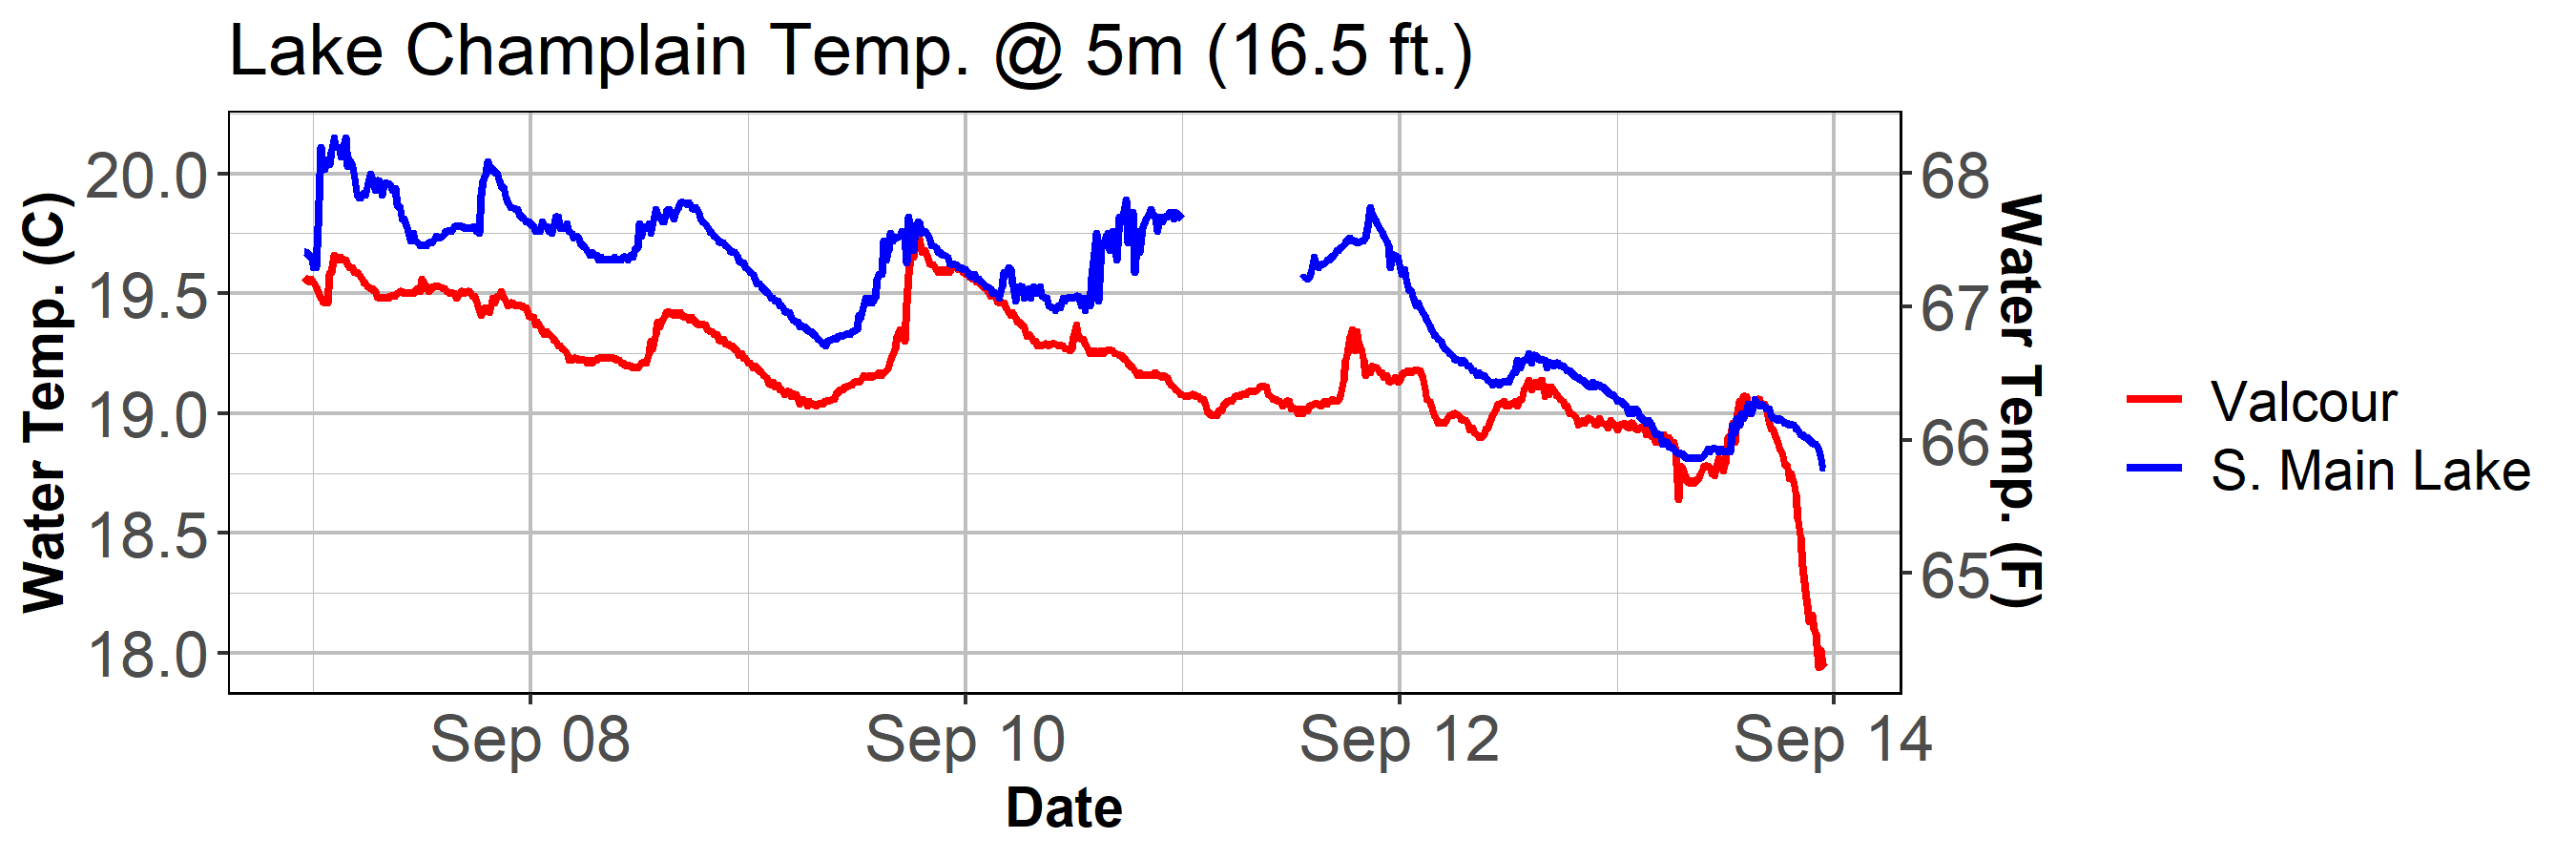 Lake Champlain Temp. @ 5m (16.5 ft.)
Water Temp. (C)
20.0
19.5
19.0
18.5
18.0
68
67
66
65
Water Temp. (F)
Sep 08
Sep 10
Sep 12
Sep 14
Date
Valcour
S. Main Lake